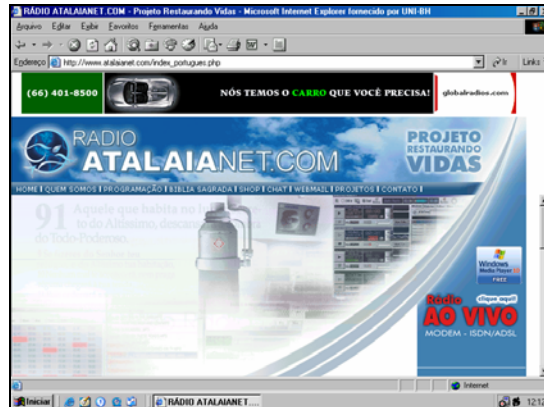 RÁDIO ATALAIANET.COM - Projeto Restaurando Vidas - Microsoft Internet Explorer fornecido por UNI-BH
Arquivo Editar Exibir Favoritos Ferramentas Ajuda
Endereço http://www.atalaianet.com/index_portugues.php Ir Links
(66) 401-8500 NÓS TEMOS O CARRO QUE VOCÊ PRECISA! globalradios.com
RADIO
ATALAIANET.COM
PROJETO
RESTAURANDO
VIDAS
HOME | QUEM SOMOS | PROGRAMAÇÃO | BIBLIA SAGRADA | SHOP | CHAT | WEBMAIL | PROJETOS | CONTATO |
91 Aquele que habita no
to do Altíssimo, descan
do Todo-Poderoso.
Windows
Media Player
FREE
Rádio clique aqui!
AO VIVO
MODEM - ISDN/ADSL
Internet
Iniciar RÁDIO ATALAIANET.... 12:12